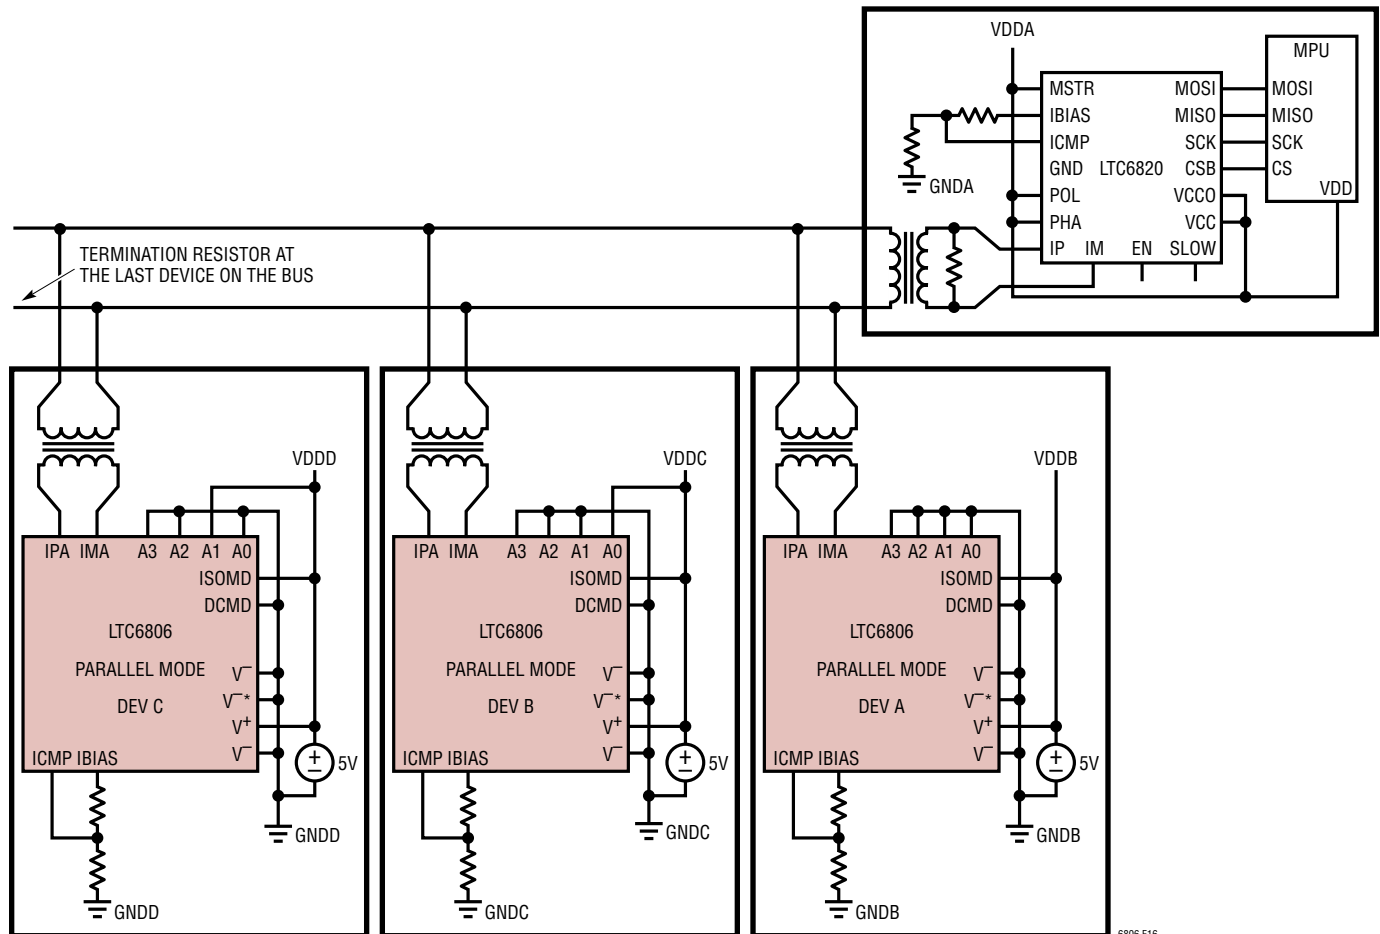 VDDA
MPU
MSTR MOSI MOSI
IBIAS MISO MISO
ICMP SCK SCK
GND LTC6820 CSB CS
GNDA
POL VCCO VDD
PHA VCC
IP IM EN SLOW
TERMINATION RESISTOR AT
THE LAST DEVICE ON THE BUS
VDDD
IPA IMA A3 A2 A1 A0
ISOMD
DCMD
LTC6806
PARALLEL MODE
DEV C
V–
V–*
V+
V–
ICMP IBIAS
+
–
5V
GNDD
GNDD
VDDC
IPA IMA A3 A2 A1 A0
ISOMD
DCMD
LTC6806
PARALLEL MODE
DEV B
V–
V–*
V+
V–
ICMP IBIAS
+
–
5V
GNDC
GNDC
VDDB
IPA IMA A3 A2 A1 A0
ISOMD
DCMD
LTC6806
PARALLEL MODE
DEV A
V–
V–*
V+
V–
ICMP IBIAS
+
–
5V
GNDB
GNDB